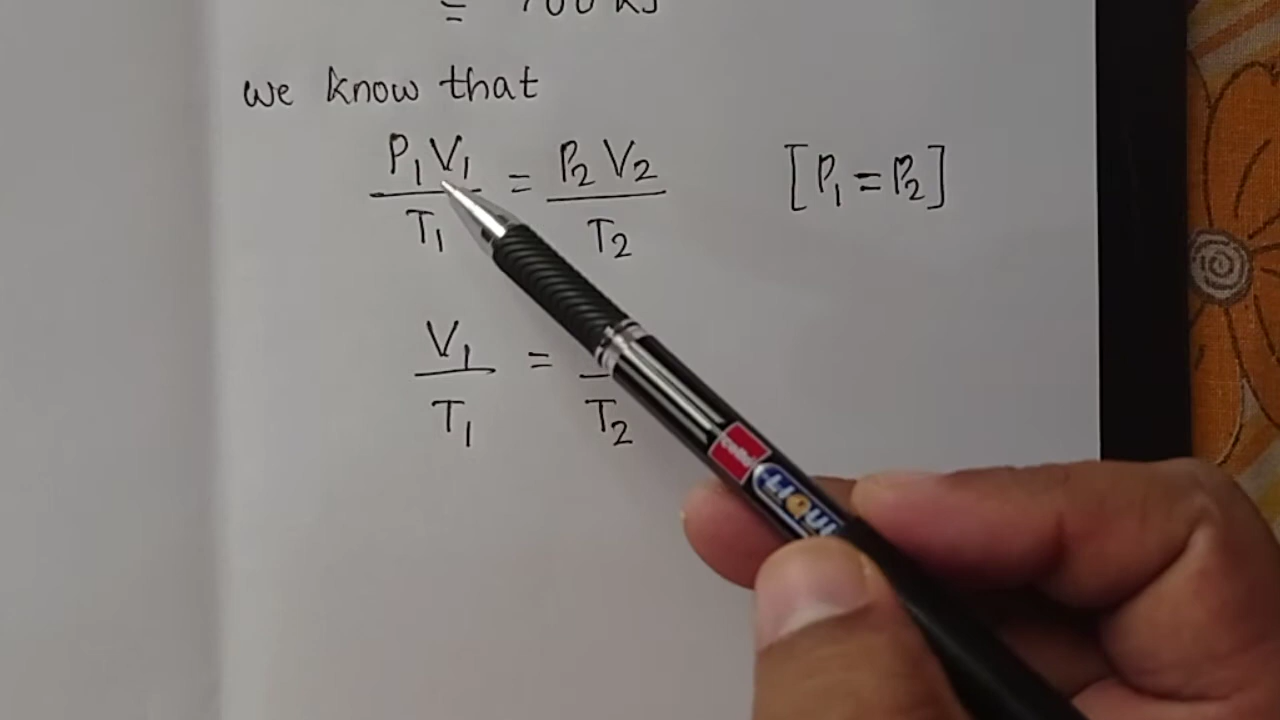 we know that
P₁V₁ = P₂V₂ [P₁ = P₂]
T₁ T₂
V₁ =
T₁ T₂